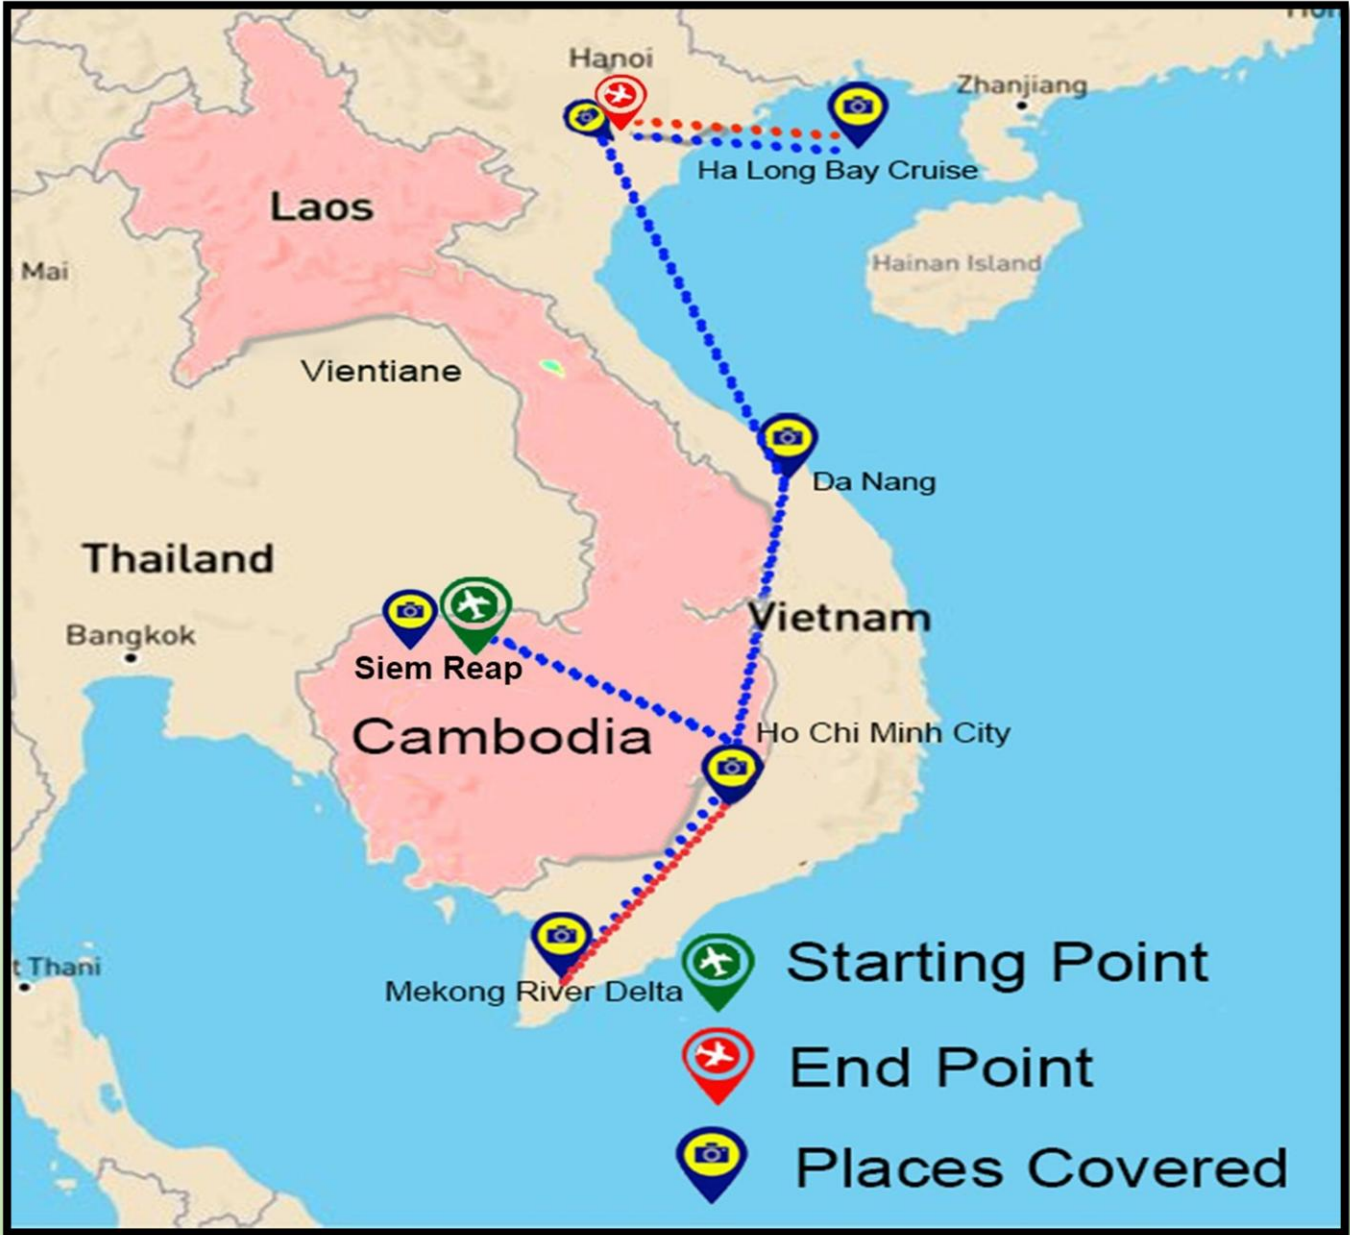 Hanoi
Zhanjiang
Ha Long Bay Cruise
Laos
Hainan Island
Mai
Vientiane
Da Nang
Thailand
Vietnam
Bangkok
Siem Reap
Cambodia
Ho Chi Minh City
Starting Point
t Thani
Mekong River Delta
End Point
Places Covered